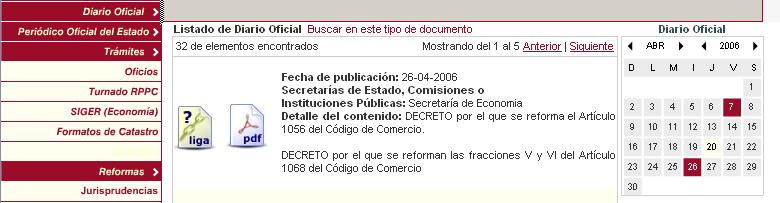 Diario Oficial
Periódico Oficial del Estado
Trámites
Oficios
Turnado RPPC
SIGER (Economía)
Formatos de Catastro
Reformas
Jurisprudencias
Listado de Diario Oficial Buscar en este tipo de documento
32 de elementos encontrados Mostrando del 1 al 5 Anterior | Siguiente
? liga
pdf
Fecha de publicación: 26-04-2006
Secretarías de Estado, Comisiones o
Instituciones Públicas: Secretaría de Economia
Detalle del contenido: DECRETO por el que se reforma el Artículo
1056 del Código de Comercio.
DECRETO por el que se reforman las fracciones V y VI del Artículo
1068 del Código de Comercio
Diario Oficial
ABR 2006
D L M M I J V S
1
2 3 4 5 6 7 8
9 10 11 12 13 14 15
16 17 18 19 20 21 22
23 24 25 26 27 28 29
30